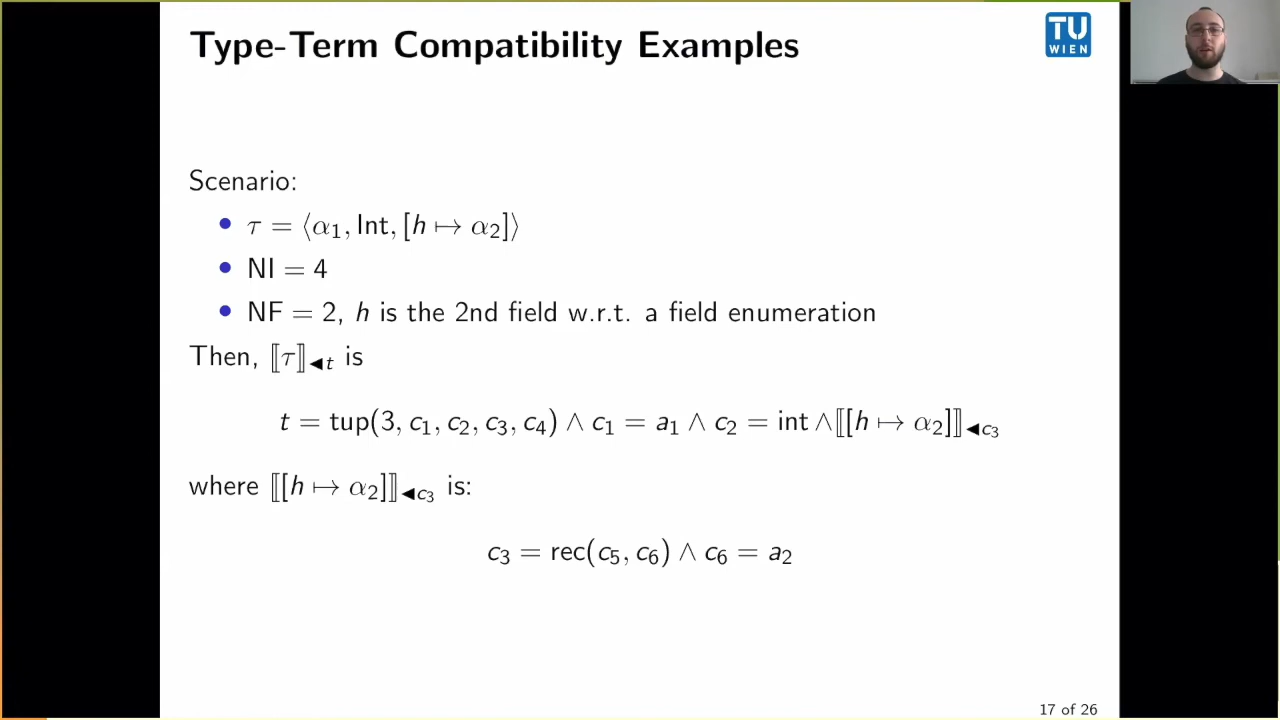 Type-Term Compatibility Examples
TU
WIEN
Scenario:
• τ = ⟨α₁, Int, [h ↦ α₂]⟩
• NI = 4
• NF = 2, h is the 2nd field w.r.t. a field enumeration
Then, ⟦τ⟧◀t is
t = tup(3, c₁, c₂, c₃, c₄) ∧ c₁ = a₁ ∧ c₂ = int ∧⟦[h ↦ α₂]⟧◀c₃
where ⟦[h ↦ α₂]⟧◀c₃ is:
c₃ = rec(c₅, c₆) ∧ c₆ = a₂
17 of 26